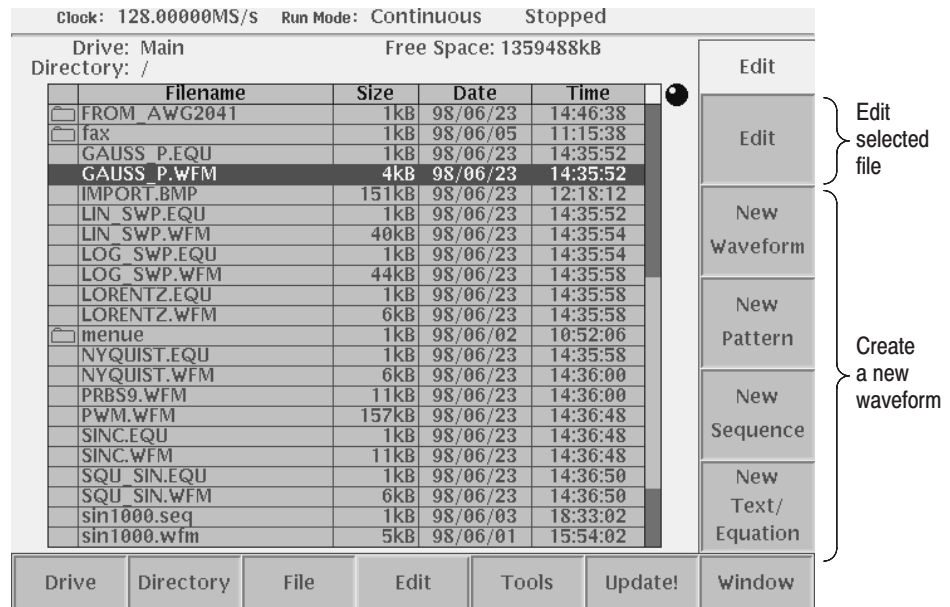 Clock: 128.00000MS/s Run Mode: Continuous Stopped
Drive: Main Free Space: 1359488kB
Directory: /
Filename Size Date Time
FROM_AWG2041 1kB 98/06/23 14:46:38
fax 1kB 98/06/05 11:15:38
GAUSS_P.EQU 1kB 98/06/23 14:35:52
GAUSS_P.WFM 4kB 98/06/23 14:35:52
IMPORT.BMP 151kB 98/06/23 12:18:12
LIN_SWP.EQU 1kB 98/06/23 14:35:52
LIN_SWP.WFM 40kB 98/06/23 14:35:54
LOG_SWP.EQU 1kB 98/06/23 14:35:54
LOG_SWP.WFM 44kB 98/06/23 14:35:58
LORENTZ.EQU 1kB 98/06/23 14:35:58
LORENTZ.WFM 6kB 98/06/23 14:35:58
menue 1kB 98/06/02 10:52:06
NYQUIST.EQU 1kB 98/06/23 14:35:58
NYQUIST.WFM 6kB 98/06/23 14:36:00
PRBS9.WFM 11kB 98/06/23 14:36:00
PWM.WFM 157kB 98/06/23 14:36:48
SINC.EQU 1kB 98/06/23 14:36:48
SINC.WFM 11kB 98/06/23 14:36:48
SQU_SIN.EQU 1kB 98/06/23 14:36:50
SQU_SIN.WFM 6kB 98/06/23 14:36:50
sin1000.seq 1kB 98/06/03 18:33:02
sin1000.wfm 5kB 98/06/01 15:54:02
Edit
Edit
New
Waveform
New
Pattern
New
Sequence
New
Text/
Equation
Edit
selected
file
Create
a new
waveform
Drive Directory File Edit Tools Update! Window